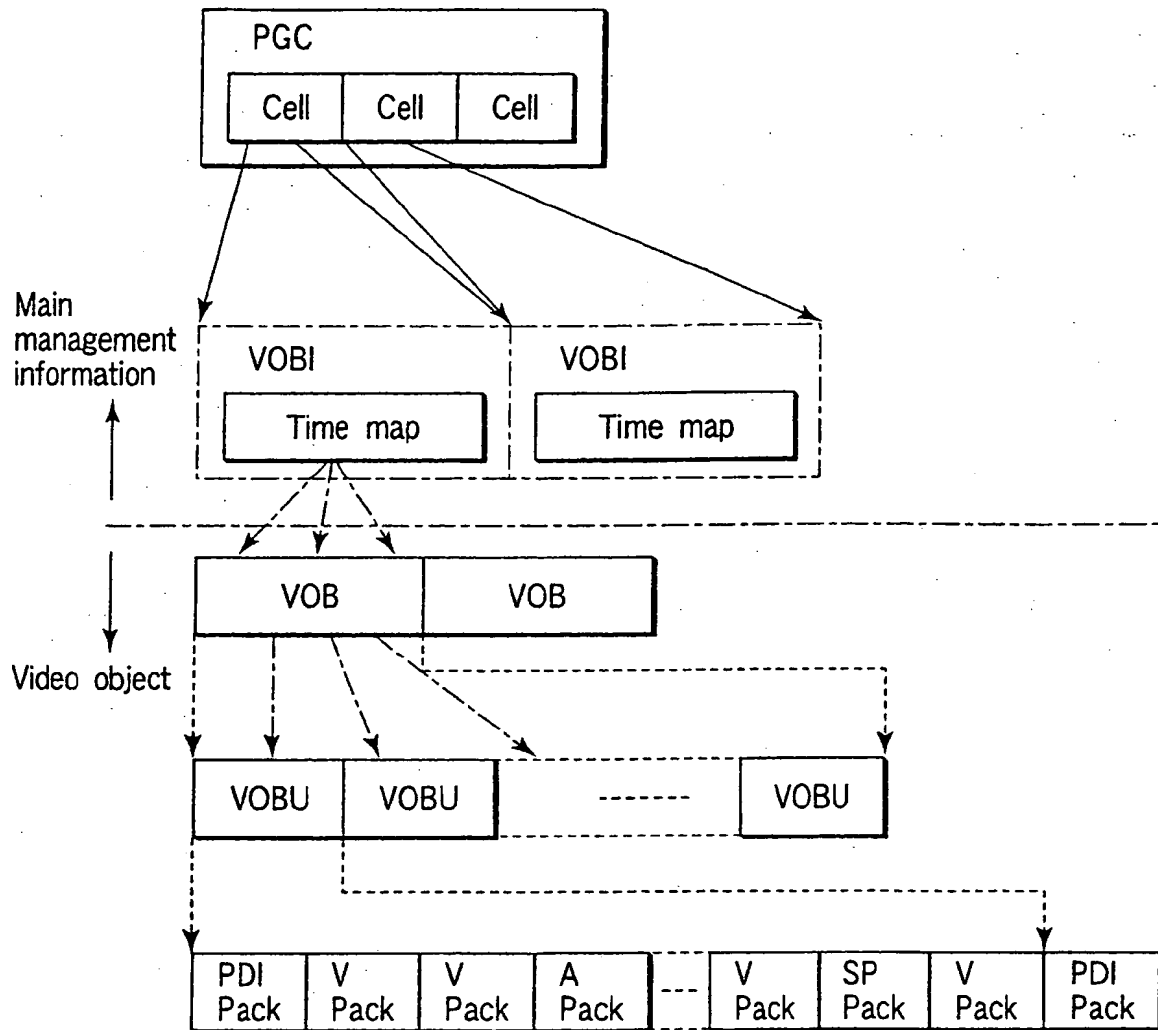 PGC
Cell Cell Cell
Main
management
information
VOBI VOBI
Time map Time map
VOB VOB
Video object
VOBU VOBU VOBU
PDI V V A V SP V PDI
Pack Pack Pack Pack Pack Pack Pack Pack